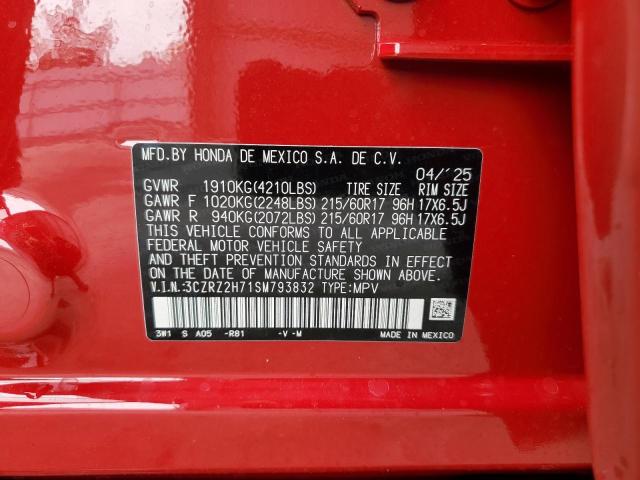 MFD.BY HONDA DE MEXICO S.A. DE C.V.
04/'25
GVWR 1910KG(4210LBS) TIRE SIZE RIM SIZE
GAWR F 1020KG(2248LBS) 215/60R17 96H 17X6.5J
GAWR R 940KG(2072LBS) 215/60R17 96H 17X6.5J
THIS VEHICLE CONFORMS TO ALL APPLICABLE
FEDERAL MOTOR VEHICLE SAFETY
AND THEFT PREVENTION STANDARDS IN EFFECT
ON THE DATE OF MANUFACTURE SHOWN ABOVE.
V.I.N.:3CZRZ2H71SM793832 TYPE:MPV
3W1 S A05 -R81 -V-M MADE IN MEXICO